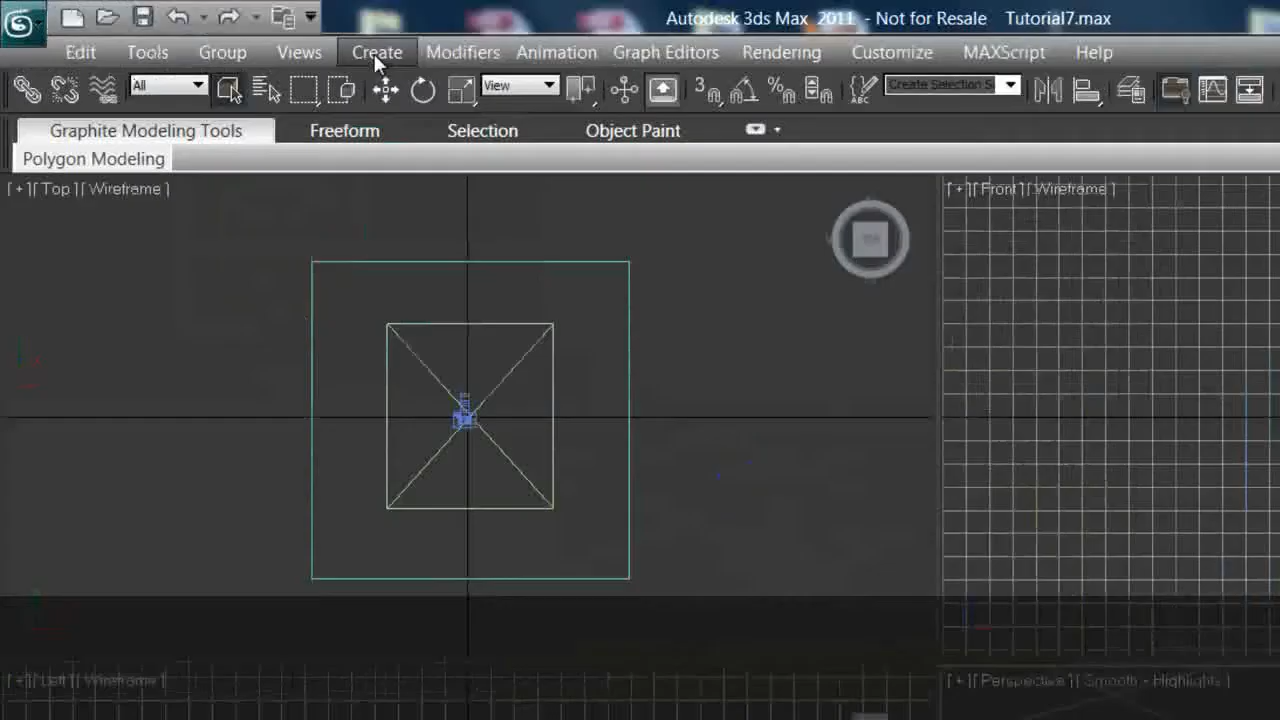 Autodesk 3ds Max 2011 - Not for Resale Tutorial7.max
Edit Tools Group Views Create Modifiers Animation Graph Editors Rendering Customize MAXScript Help
All View 3 % ABC Create Selection S
Graphite Modeling Tools Freeform Selection Object Paint
Polygon Modeling
[ + ][ Top ][ Wireframe ]
[ + ][ Front ][ Wireframe ]
[ + ][ Left ][ Wireframe ]
[ + ][ Perspective ][ Smooth + Highlights ]